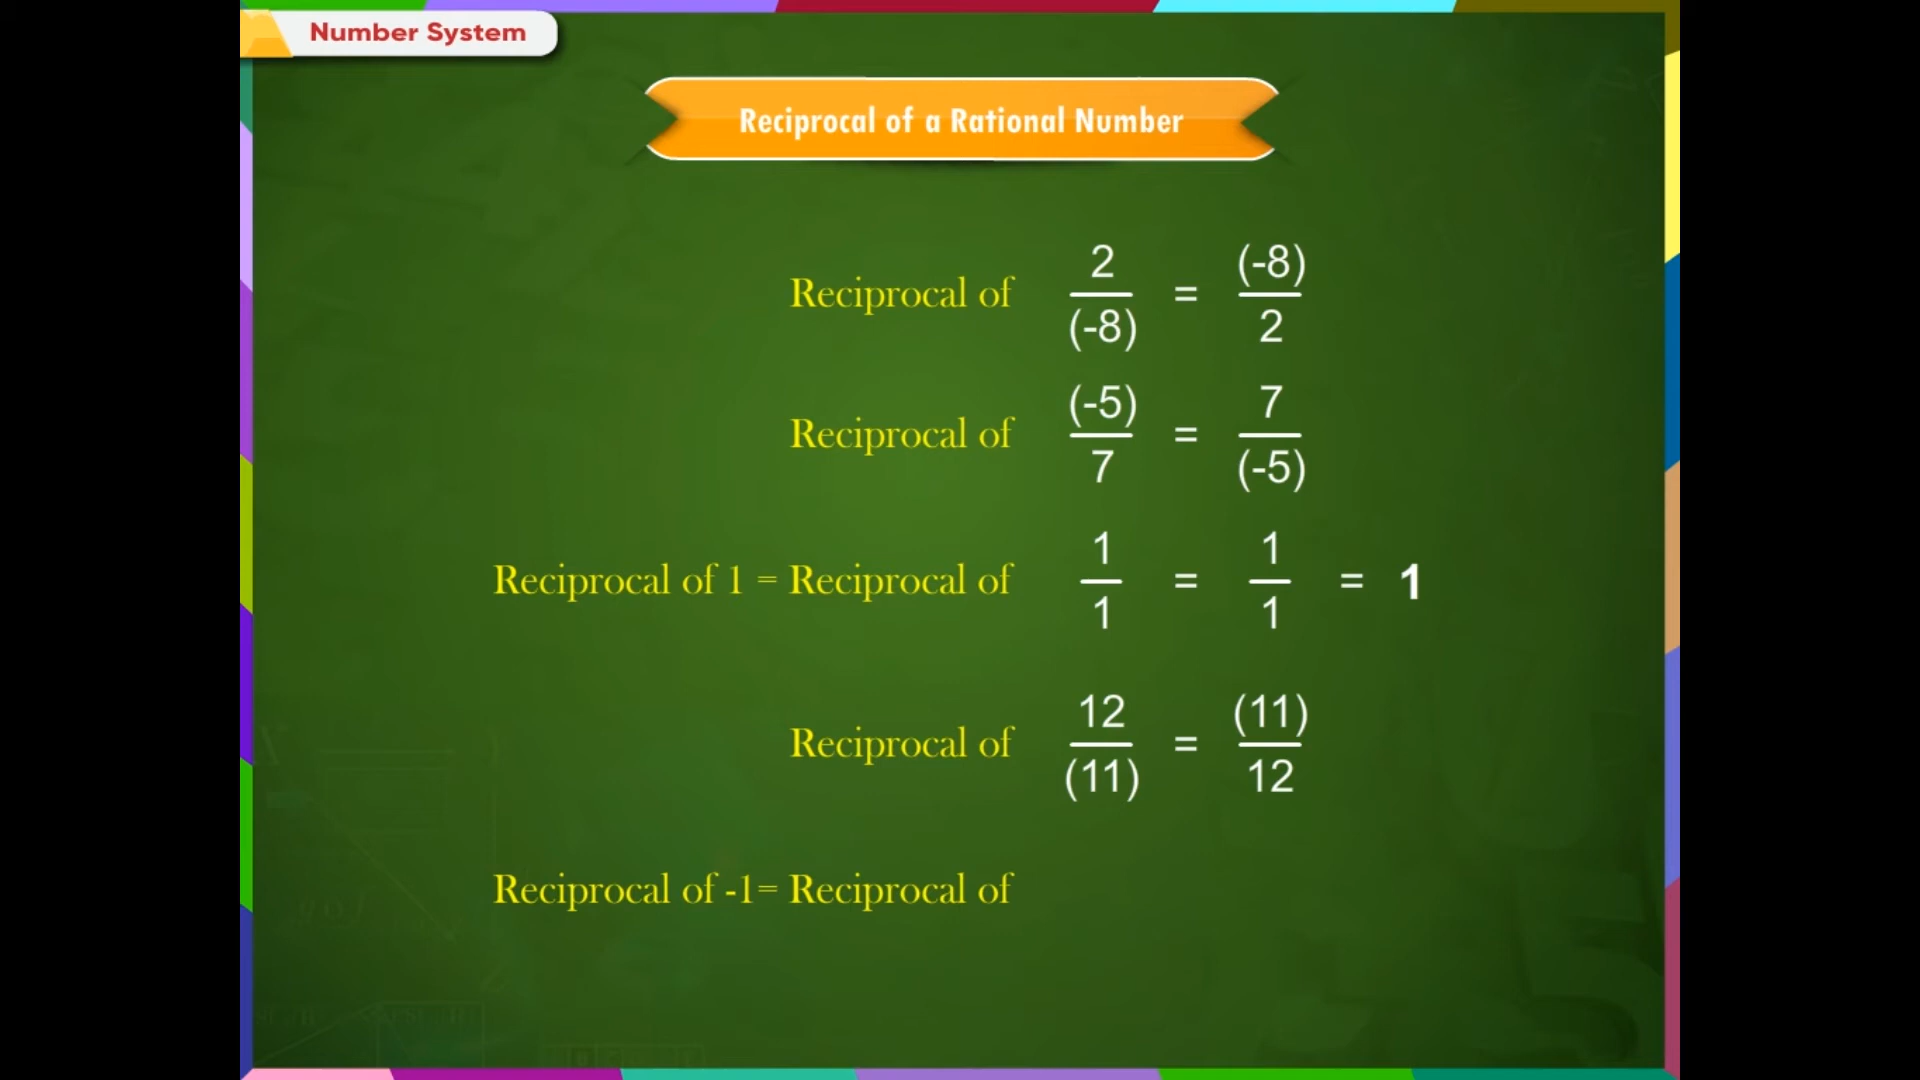 Number System
Reciprocal of a Rational Number
Reciprocal of 2/(-8) = (-8)/2
Reciprocal of (-5)/7 = 7/(-5)
Reciprocal of 1 = Reciprocal of 1/1 = 1/1 = 1
Reciprocal of 12/(11) = (11)/12
Reciprocal of -1= Reciprocal of